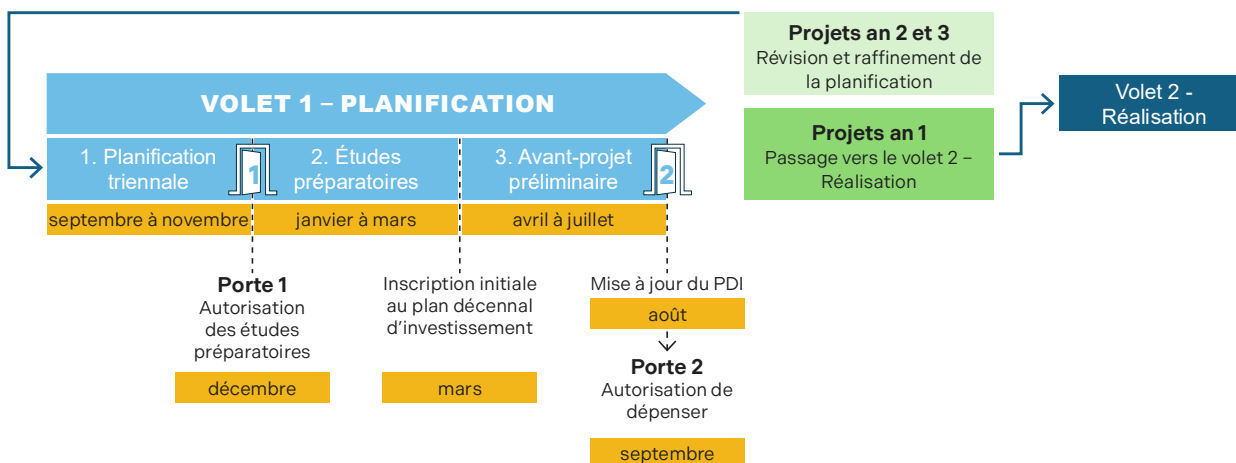 Projets an 2 et 3
Révision et raffinement de
la planification
VOLET 1 – PLANIFICATION
Projets an 1
Passage vers le volet 2 –
Réalisation
Volet 2 -
Réalisation
1. Planification
triennale
1
2. Études
préparatoires
3. Avant-projet
préliminaire
2
septembre à novembre
janvier à mars
avril à juillet
Porte 1
Autorisation
des études
préparatoires
décembre
Inscription initiale
au plan décennal
d’investissement
mars
Mise à jour du PDI
août
Porte 2
Autorisation de
dépenser
septembre